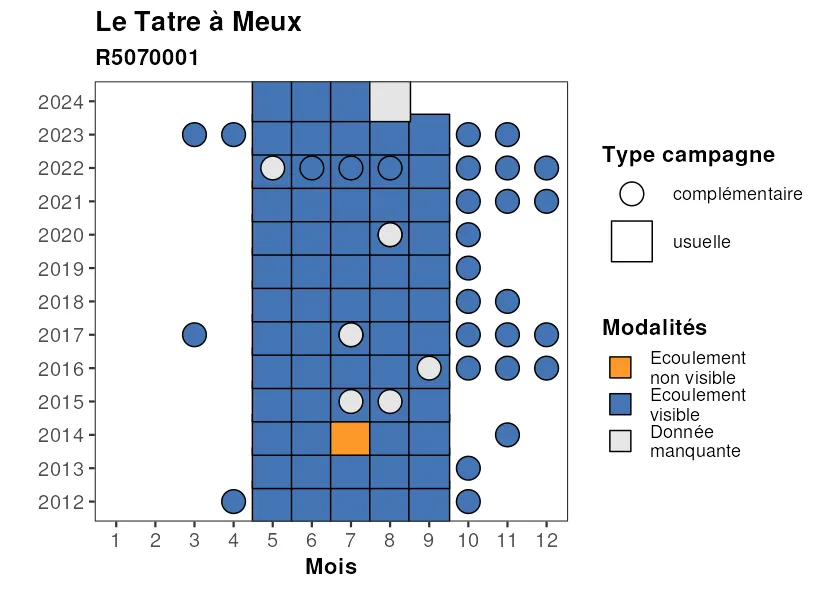 Le Tatre à Meux
R5070001
2024
2023
2022
2021
2020
2019
2018
2017
2016
2015
2014
2013
2012
1 2 3 4 5 6 7 8 9 10 11 12
Mois
Type campagne
complémentaire
usuelle
Modalités
Ecoulement
non visible
Ecoulement
visible
Donnée
manquante